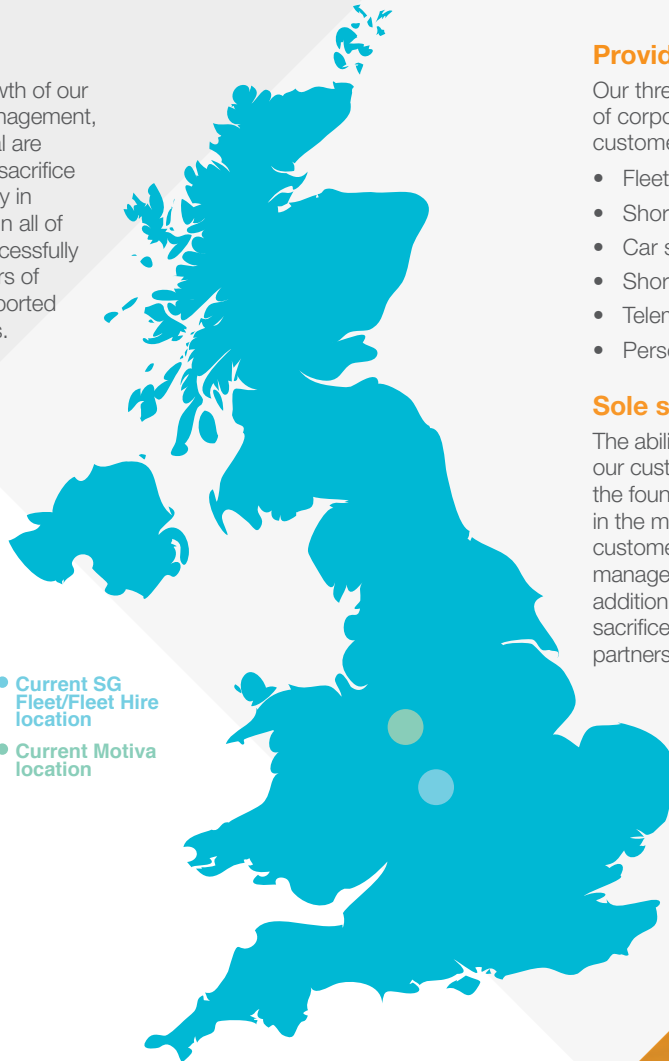 wth of our
nagement,
al are
sacrifice
y in
n all of
cessfully
rs of
ported
s.
Current SG
Fleet/Fleet Hire
location
Current Motiva
location
Provid
Our thre
of corpo
custome
• Fleet
• Shor
• Car s
• Shor
• Telem
• Perso
Sole s
The abili
our cust
the foun
in the m
custome
manage
addition
sacrifice
partners